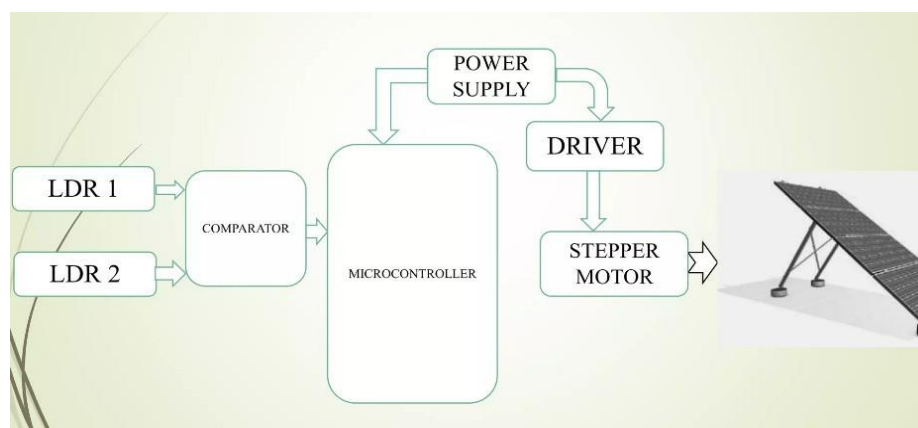 POWER
SUPPLY
DRIVER
LDR 1
COMPARATOR
LDR 2
MICROCONTROLLER
STEPPER
MOTOR